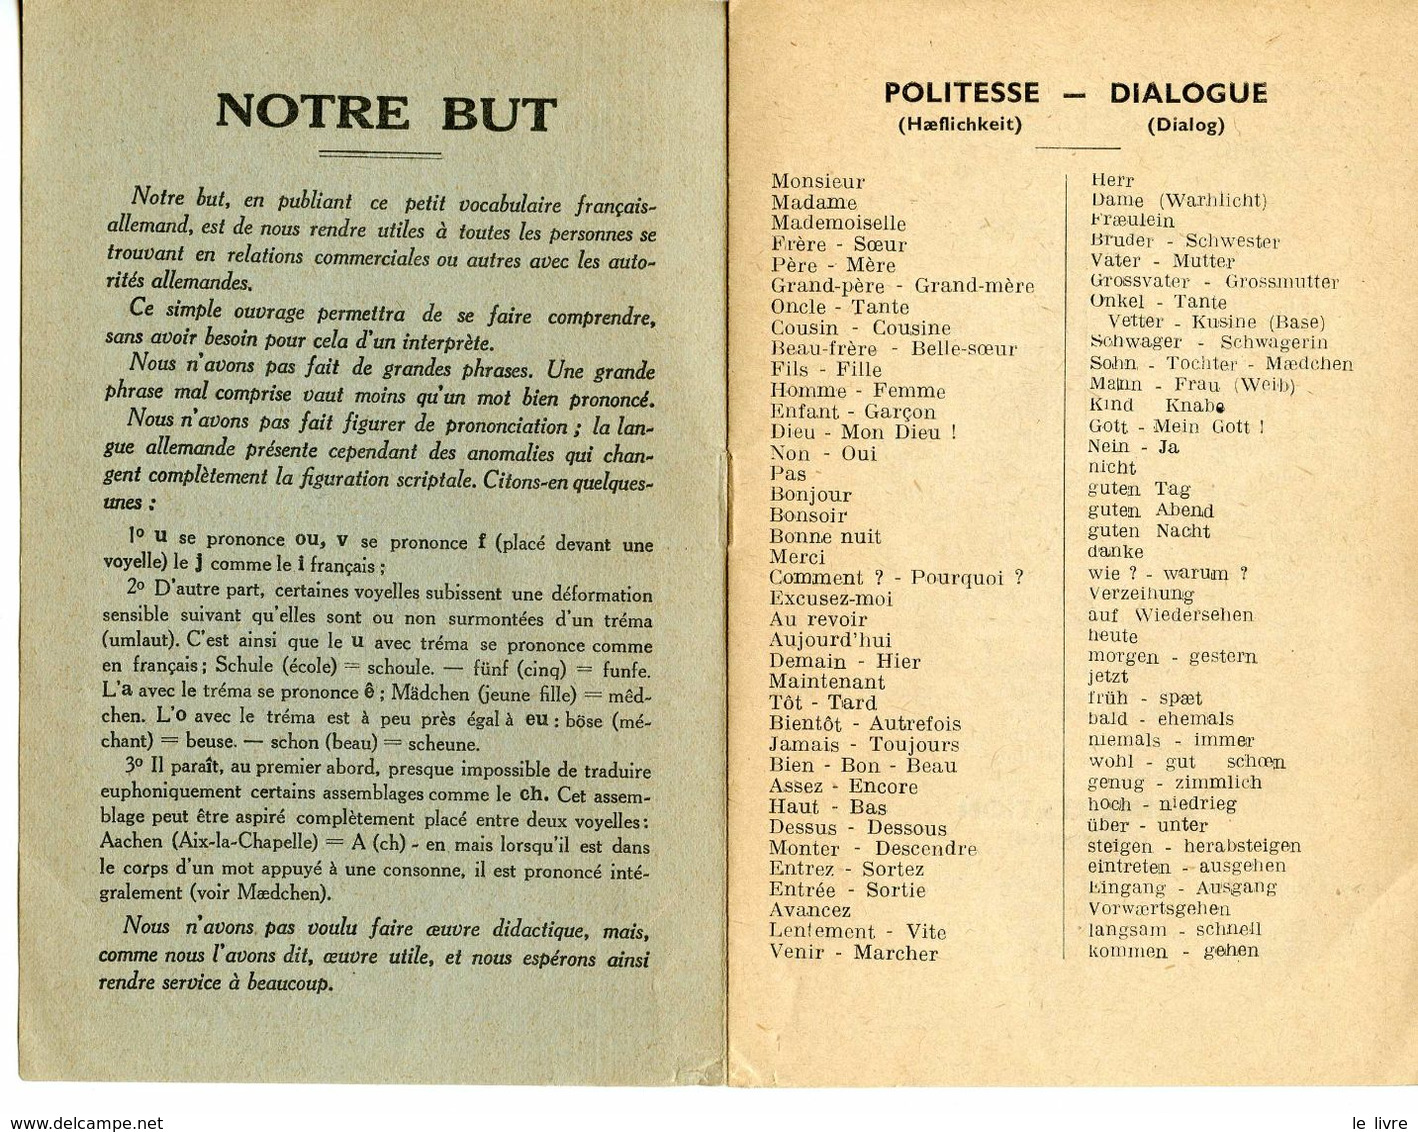 NOTRE BUT
Notre but, en publiant ce petit vocabulaire français-
allemand, est de nous rendre utiles à toutes les personnes se
trouvant en relations commerciales ou autres avec les auto-
rités allemandes.
Ce simple ouvrage permettra de se faire comprendre,
sans avoir besoin pour cela d'un interprète.
Nous n'avons pas fait de grandes phrases. Une grande
phrase mal comprise vaut moins qu'un mot bien prononcé.
Nous n'avons pas fait figurer de prononciation ; la lan-
gue allemande présente cependant des anomalies qui chan-
gent complètement la figuration scriptale. Citons-en quelques-
unes :
1º u se prononce ou, v se prononce f (placé devant une
voyelle) le j comme le i français ;
2º D'autre part, certaines voyelles subissent une déformation
sensible suivant qu'elles sont ou non surmontées d'un tréma
(umlaut). C'est ainsi que le u avec tréma se prononce comme
en français ; Schule (école) = schoule. — fünf (cinq) = funfe.
L'a avec le tréma se prononce ê ; Mädchen (jeune fille) = mêd-
chen. L'o avec le tréma est à peu près égal à eu : böse (mé-
chant) = beuse. — schon (beau) = scheune.
3º Il paraît, au premier abord, presque impossible de traduire
euphoniquement certains assemblages comme le ch. Cet assem-
blage peut être aspiré complètement placé entre deux voyelles :
Aachen (Aix-la-Chapelle) = A (ch) - en mais lorsqu'il est dans
le corps d'un mot appuyé à une consonne, il est prononcé inté-
gralement (voir Mædchen).
Nous n'avons pas voulu faire œuvre didactique, mais,
comme nous l'avons dit, œuvre utile, et nous espérons ainsi
rendre service à beaucoup.
POLITESSE — DIALOGUE
(Hæflichkeit) (Dialog)
Monsieur
Madame
Mademoiselle
Frère - Sœur
Père - Mère
Grand-père - Grand-mère
Oncle - Tante
Cousin - Cousine
Beau-frère - Belle-sœur
Fils - Fille
Homme - Femme
Enfant - Garçon
Dieu - Mon Dieu !
Non - Oui
Pas
Bonjour
Bonsoir
Bonne nuit
Merci
Comment ? - Pourquoi ?
Excusez-moi
Au revoir
Aujourd'hui
Demain - Hier
Maintenant
Tôt - Tard
Bientôt - Autrefois
Jamais - Toujours
Bien - Bon - Beau
Assez - Encore
Haut - Bas
Dessus - Dessous
Monter - Descendre
Entrez - Sortez
Entrée - Sortie
Avancez
Lentement - Vite
Venir - Marcher
Herr
Dame (Warhlicht)
Fræulein
Bruder - Schwester
Vater - Mutter
Grossvater - Grossmutter
Onkel - Tante
Vetter - Kusine (Base)
Schwager - Schwagerin
Sohn - Tochter - Mædchen
Mann - Frau (Weib)
Kind Knabe
Gott - Mein Gott !
Nein - Ja
nicht
guten Tag
guten Abend
guten Nacht
danke
wie ? - warum ?
Verzeihung
auf Wiedersehen
heute
morgen - gestern
jetzt
früh - spæt
bald - ehemals
niemals - immer
wohl - gut schœn
genug - zimmlich
hoch - niedrieg
über - unter
steigen - herabsteigen
eintreten - ausgehen
Eingang - Ausgang
Vorwærtsgehen
langsam - schnell
kommen - gehen
www.delcampe.net
le livre